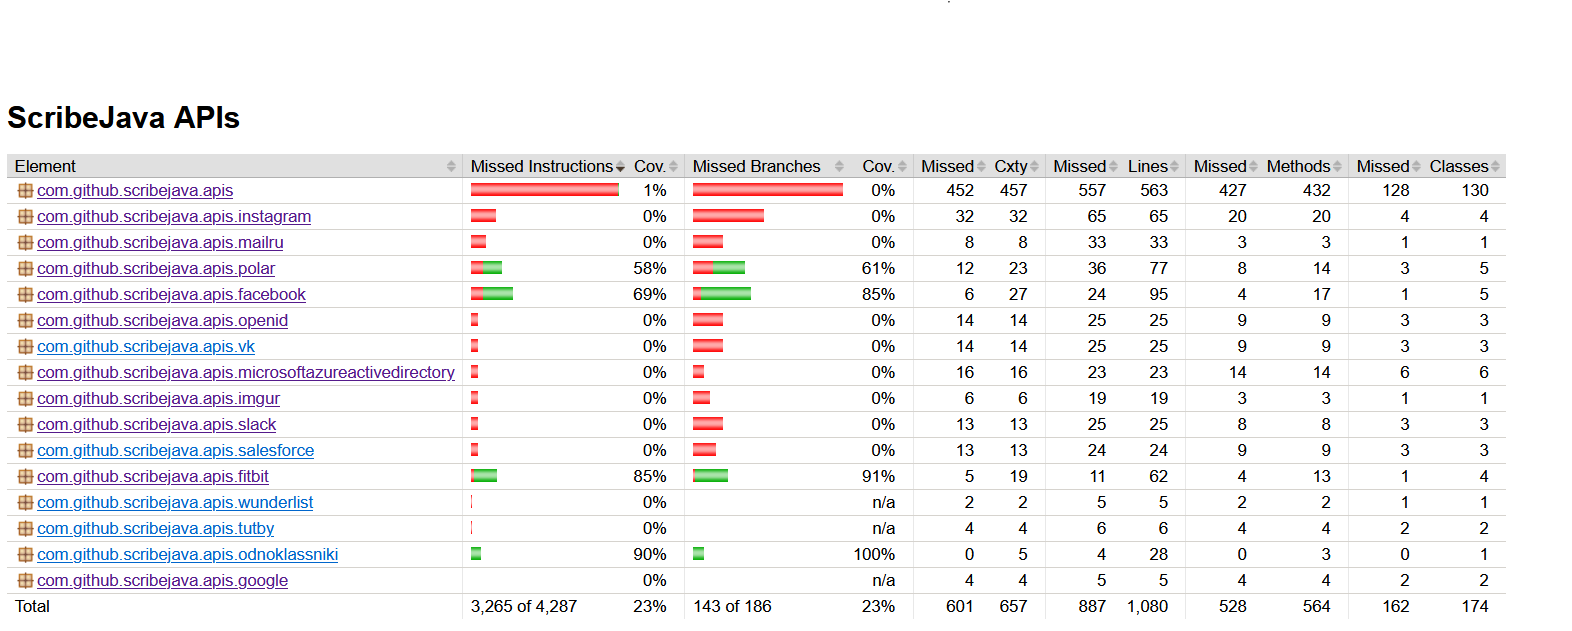 ScribeJava APIs
Element Missed Instructions Cov. Missed Branches Cov. Missed Cxty Missed Lines Missed Methods Missed Classes
com.github.scribejava.apis 1% 0% 452 457 557 563 427 432 128 130
com.github.scribejava.apis.instagram 0% 0% 32 32 65 65 20 20 4 4
com.github.scribejava.apis.mailru 0% 0% 8 8 33 33 3 3 1 1
com.github.scribejava.apis.polar 58% 61% 12 23 36 77 8 14 3 5
com.github.scribejava.apis.facebook 69% 85% 6 27 24 95 4 17 1 5
com.github.scribejava.apis.openid 0% 0% 14 14 25 25 9 9 3 3
com.github.scribejava.apis.vk 0% 0% 14 14 25 25 9 9 3 3
com.github.scribejava.apis.microsoftazureactivedirectory 0% 0% 16 16 23 23 14 14 6 6
com.github.scribejava.apis.imgur 0% 0% 6 6 19 19 3 3 1 1
com.github.scribejava.apis.slack 0% 0% 13 13 25 25 8 8 3 3
com.github.scribejava.apis.salesforce 0% 0% 13 13 24 24 9 9 3 3
com.github.scribejava.apis.fitbit 85% 91% 5 19 11 62 4 13 1 4
com.github.scribejava.apis.wunderlist 0% n/a 2 2 5 5 2 2 1 1
com.github.scribejava.apis.tutby 0% n/a 4 4 6 6 4 4 2 2
com.github.scribejava.apis.odnoklassniki 90% 100% 0 5 4 28 0 3 0 1
com.github.scribejava.apis.google 0% n/a 4 4 5 5 4 4 2 2
Total 3,265 of 4,287 23% 143 of 186 23% 601 657 887 1,080 528 564 162 174